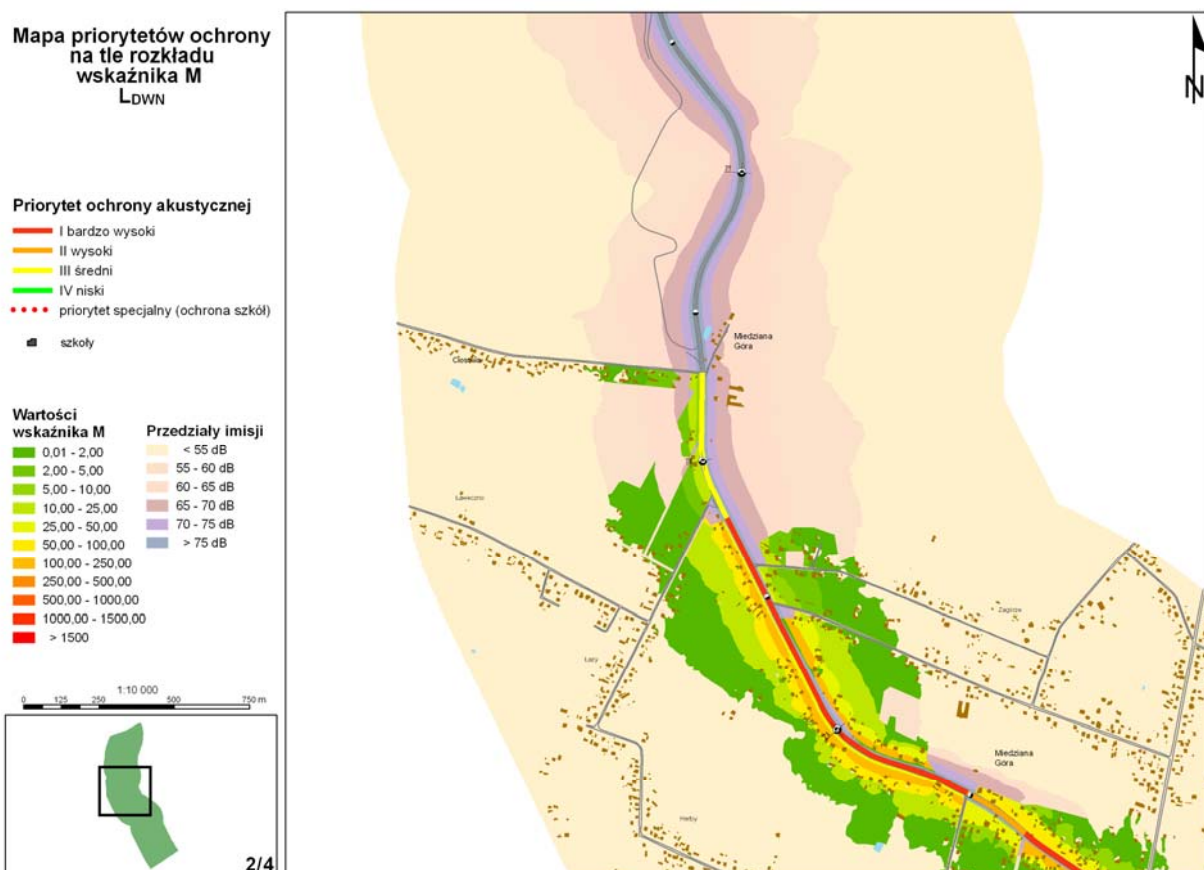 Mapa priorytetów ochrony
na tle rozkładu
wskaźnika M
LDWN
Priorytet ochrony akustycznej
I bardzo wysoki
II wysoki
III średni
IV niski
priorytet specjalny (ochrona szkół)
szkoły
Wartości
wskaźnika M
0,01 - 2,00
2,00 - 5,00
5,00 - 10,00
10,00 - 25,00
25,00 - 50,00
50,00 - 100,00
100,00 - 250,00
250,00 - 500,00
500,00 - 1000,00
1000,00 - 1500,00
> 1500
Przedziały imisji
< 55 dB
55 - 60 dB
60 - 65 dB
65 - 70 dB
70 - 75 dB
> 75 dB
1:10 000
0 125 250 500 750 m
2/4
N
Miedziana
Góra
Ławeczno
Zagórze
Łazy
Miedziana
Góra
Herby